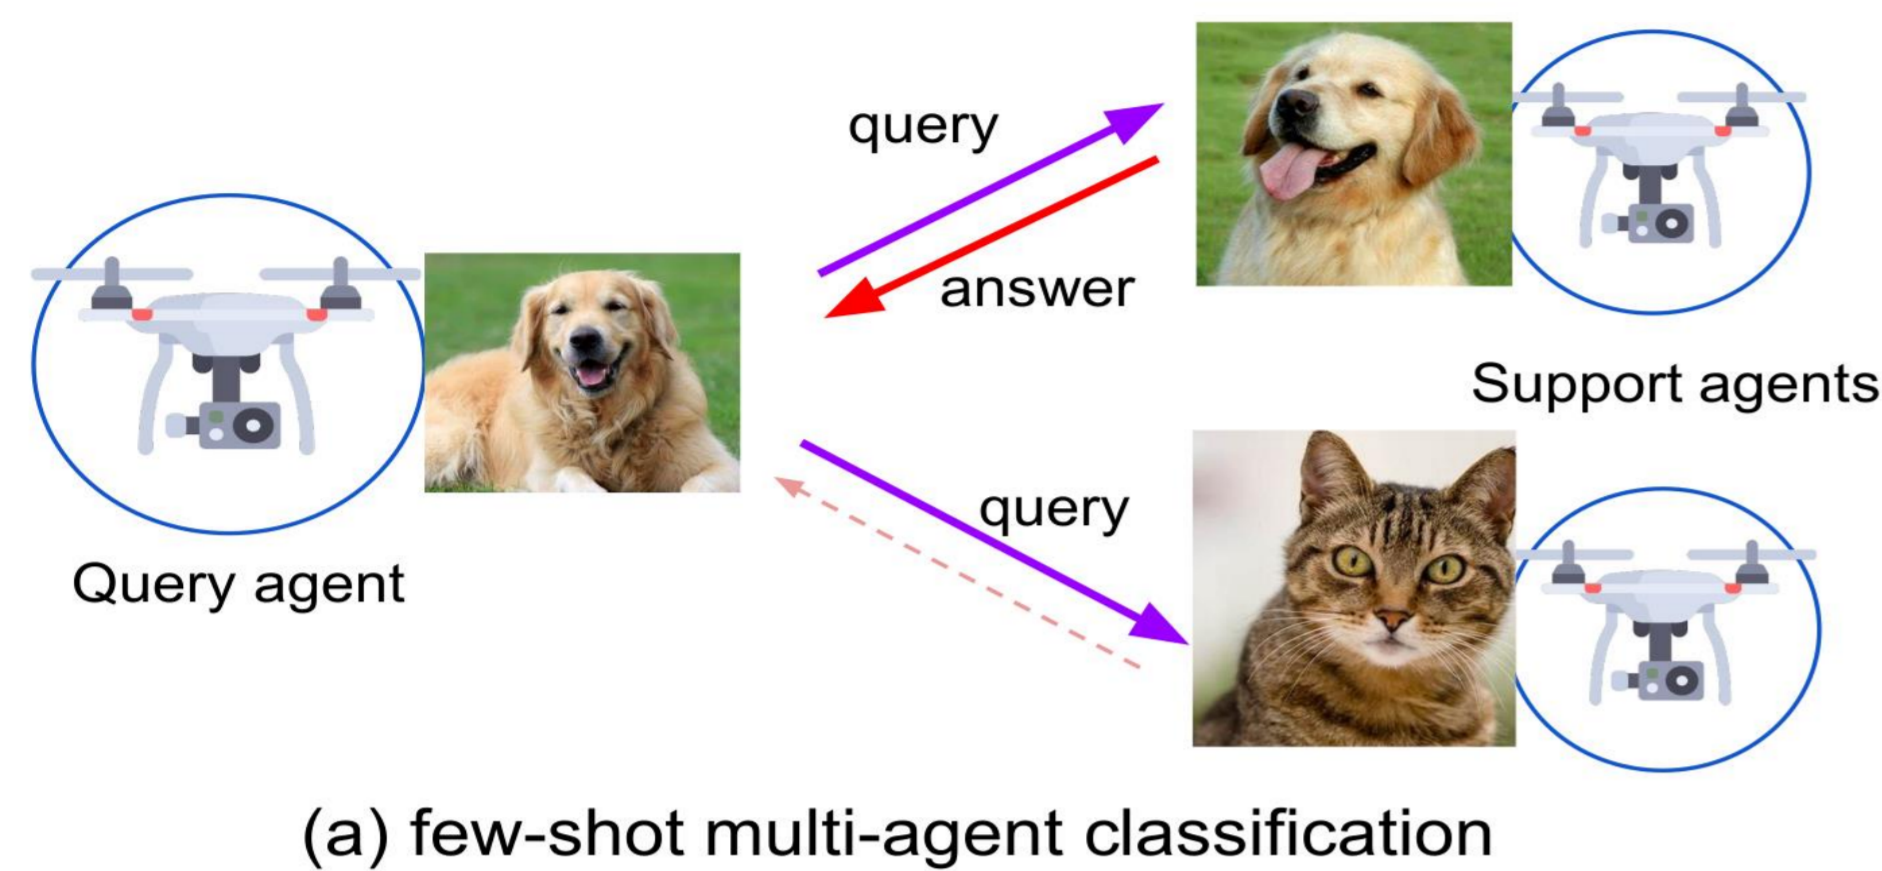 query
answer
Support agents
query
Query agent
(a) few-shot multi-agent classification